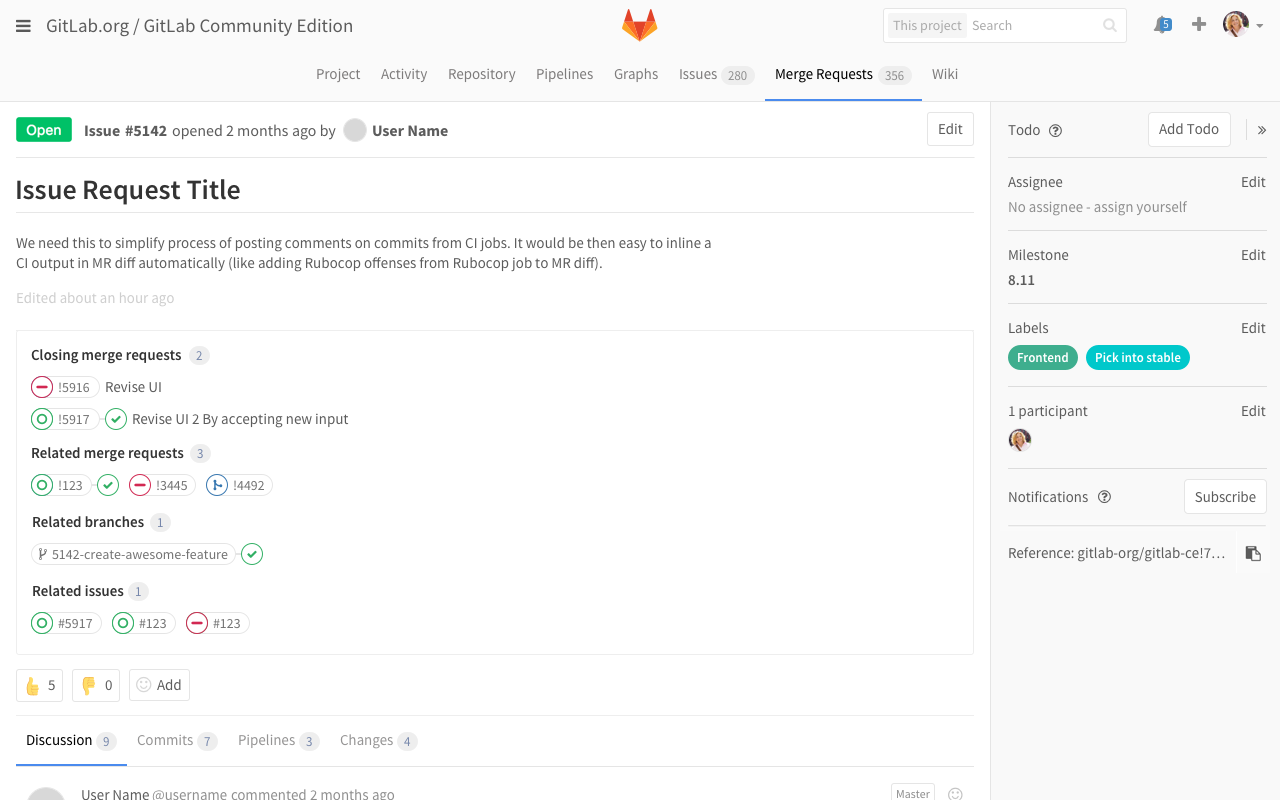 GitLab.org / GitLab Community Edition
This project Search
5
Project Activity Repository Pipelines Graphs Issues 280 Merge Requests 356 Wiki
Open Issue #5142 opened 2 months ago by User Name Edit
Issue Request Title
We need this to simplify process of posting comments on commits from CI jobs. It would be then easy to inline a
CI output in MR diff automatically (like adding Rubocop offenses from Rubocop job to MR diff).
Edited about an hour ago
Closing merge requests 2
!5916 Revise UI
!5917 Revise UI 2 By accepting new input
Related merge requests 3
!123 !3445 !4492
Related branches 1
5142-create-awesome-feature
Related issues 1
#5917 #123 #123
5 0 Add
Discussion 9 Commits 7 Pipelines 3 Changes 4
User Name @username commented 2 months ago Master
Todo ? Add Todo »
Assignee Edit
No assignee - assign yourself
Milestone Edit
8.11
Labels Edit
Frontend Pick into stable
1 participant Edit
Notifications ? Subscribe
Reference: gitlab-org/gitlab-ce!7…